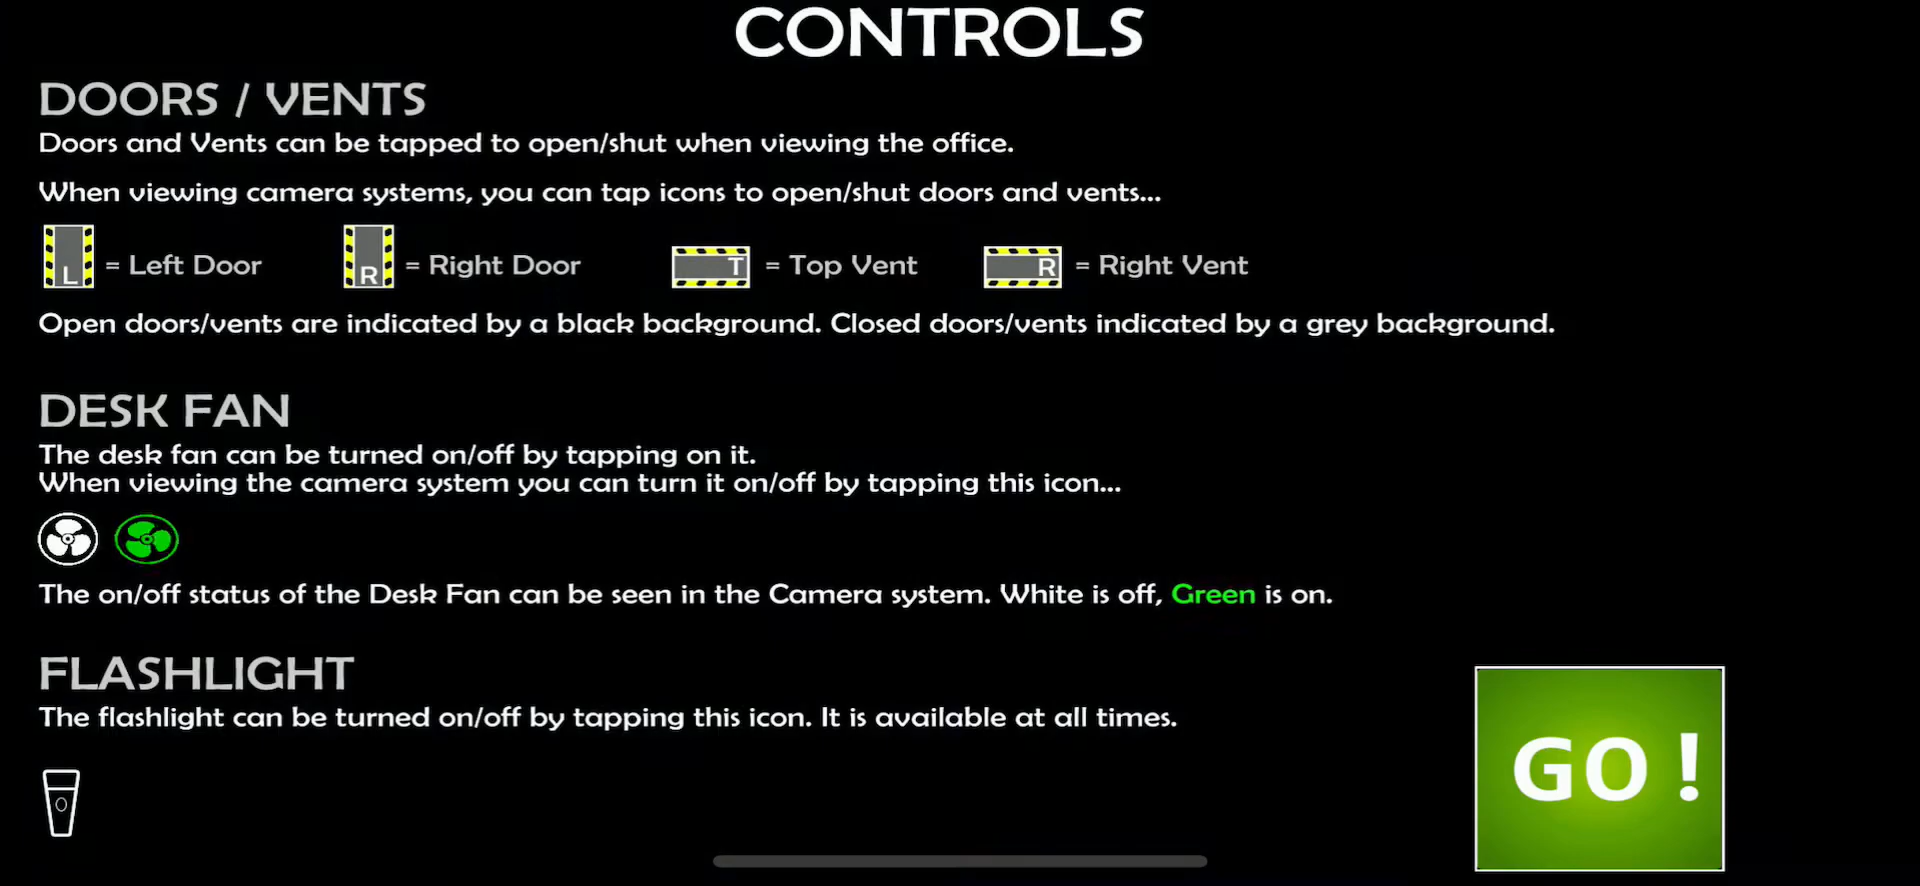 CONTROLS
DOORS / VENTS
Doors and Vents can be tapped to open/shut when viewing the office.
When viewing camera systems, you can tap icons to open/shut doors and vents...
L = Left Door R = Right Door T = Top Vent R = Right Vent
Open doors/vents are indicated by a black background. Closed doors/vents indicated by a grey background.
DESK FAN
The desk fan can be turned on/off by tapping on it.
When viewing the camera system you can turn it on/off by tapping this icon...
The on/off status of the Desk Fan can be seen in the Camera system. White is off, Green is on.
FLASHLIGHT
The flashlight can be turned on/off by tapping this icon. It is available at all times.
GO!